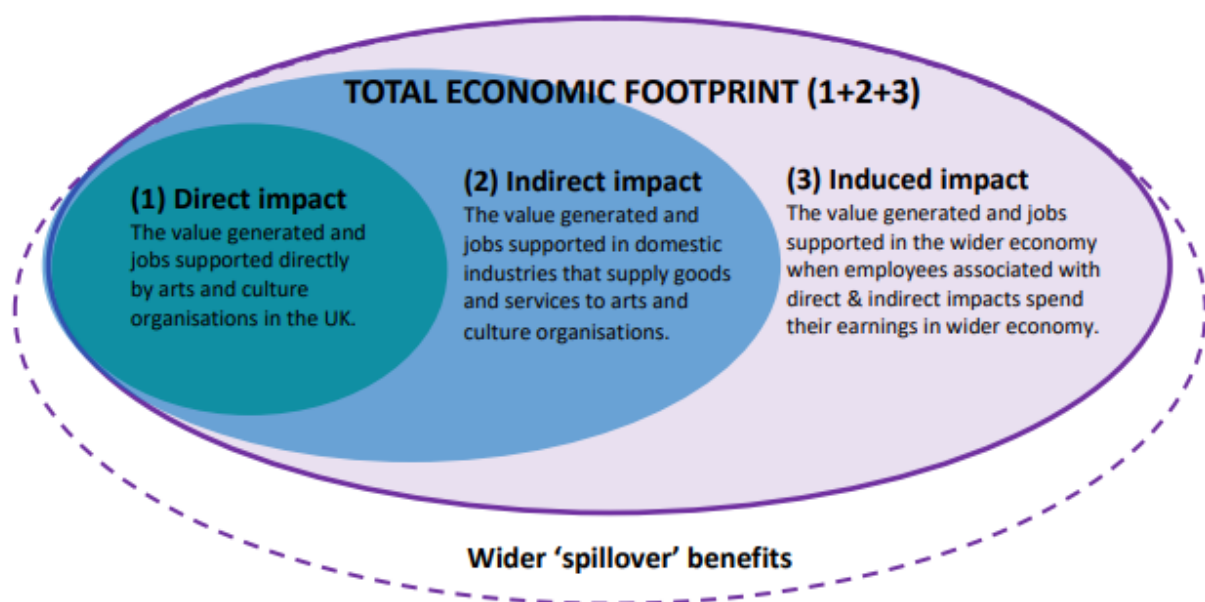 TOTAL ECONOMIC FOOTPRINT (1+2+3)
(1) Direct impact
The value generated and
jobs supported directly
by arts and culture
organisations in the UK.
(2) Indirect impact
The value generated and
jobs supported in domestic
industries that supply goods
and services to arts and
culture organisations.
(3) Induced impact
The value generated and jobs
supported in the wider economy
when employees associated with
direct & indirect impacts spend
their earnings in wider economy.
Wider ‘spillover’ benefits